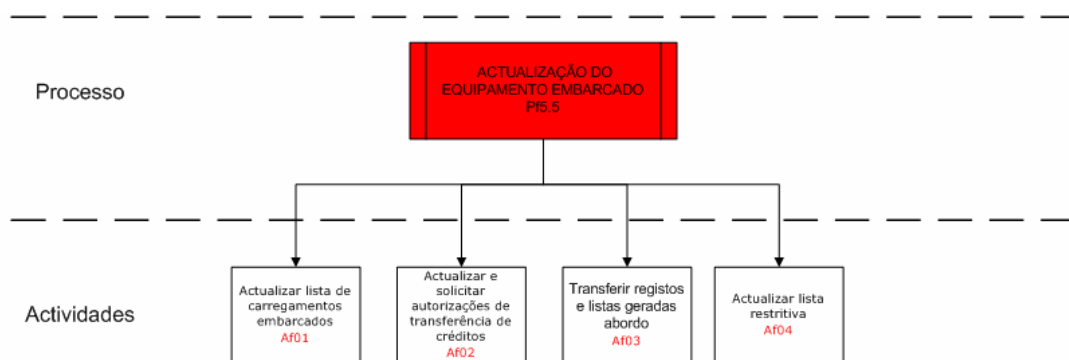 Processo
ACTUALIZAÇÃO DO
EQUIPAMENTO EMBARCADO
Pf5.5
Actividades
Actualizar lista de
carregamentos
embarcados
Af01
Actualizar e
solicitar
autorizações de
transferência de
créditos
Af02
Transferir registos
e listas geradas
abordo
Af03
Actualizar lista
restritiva
Af04